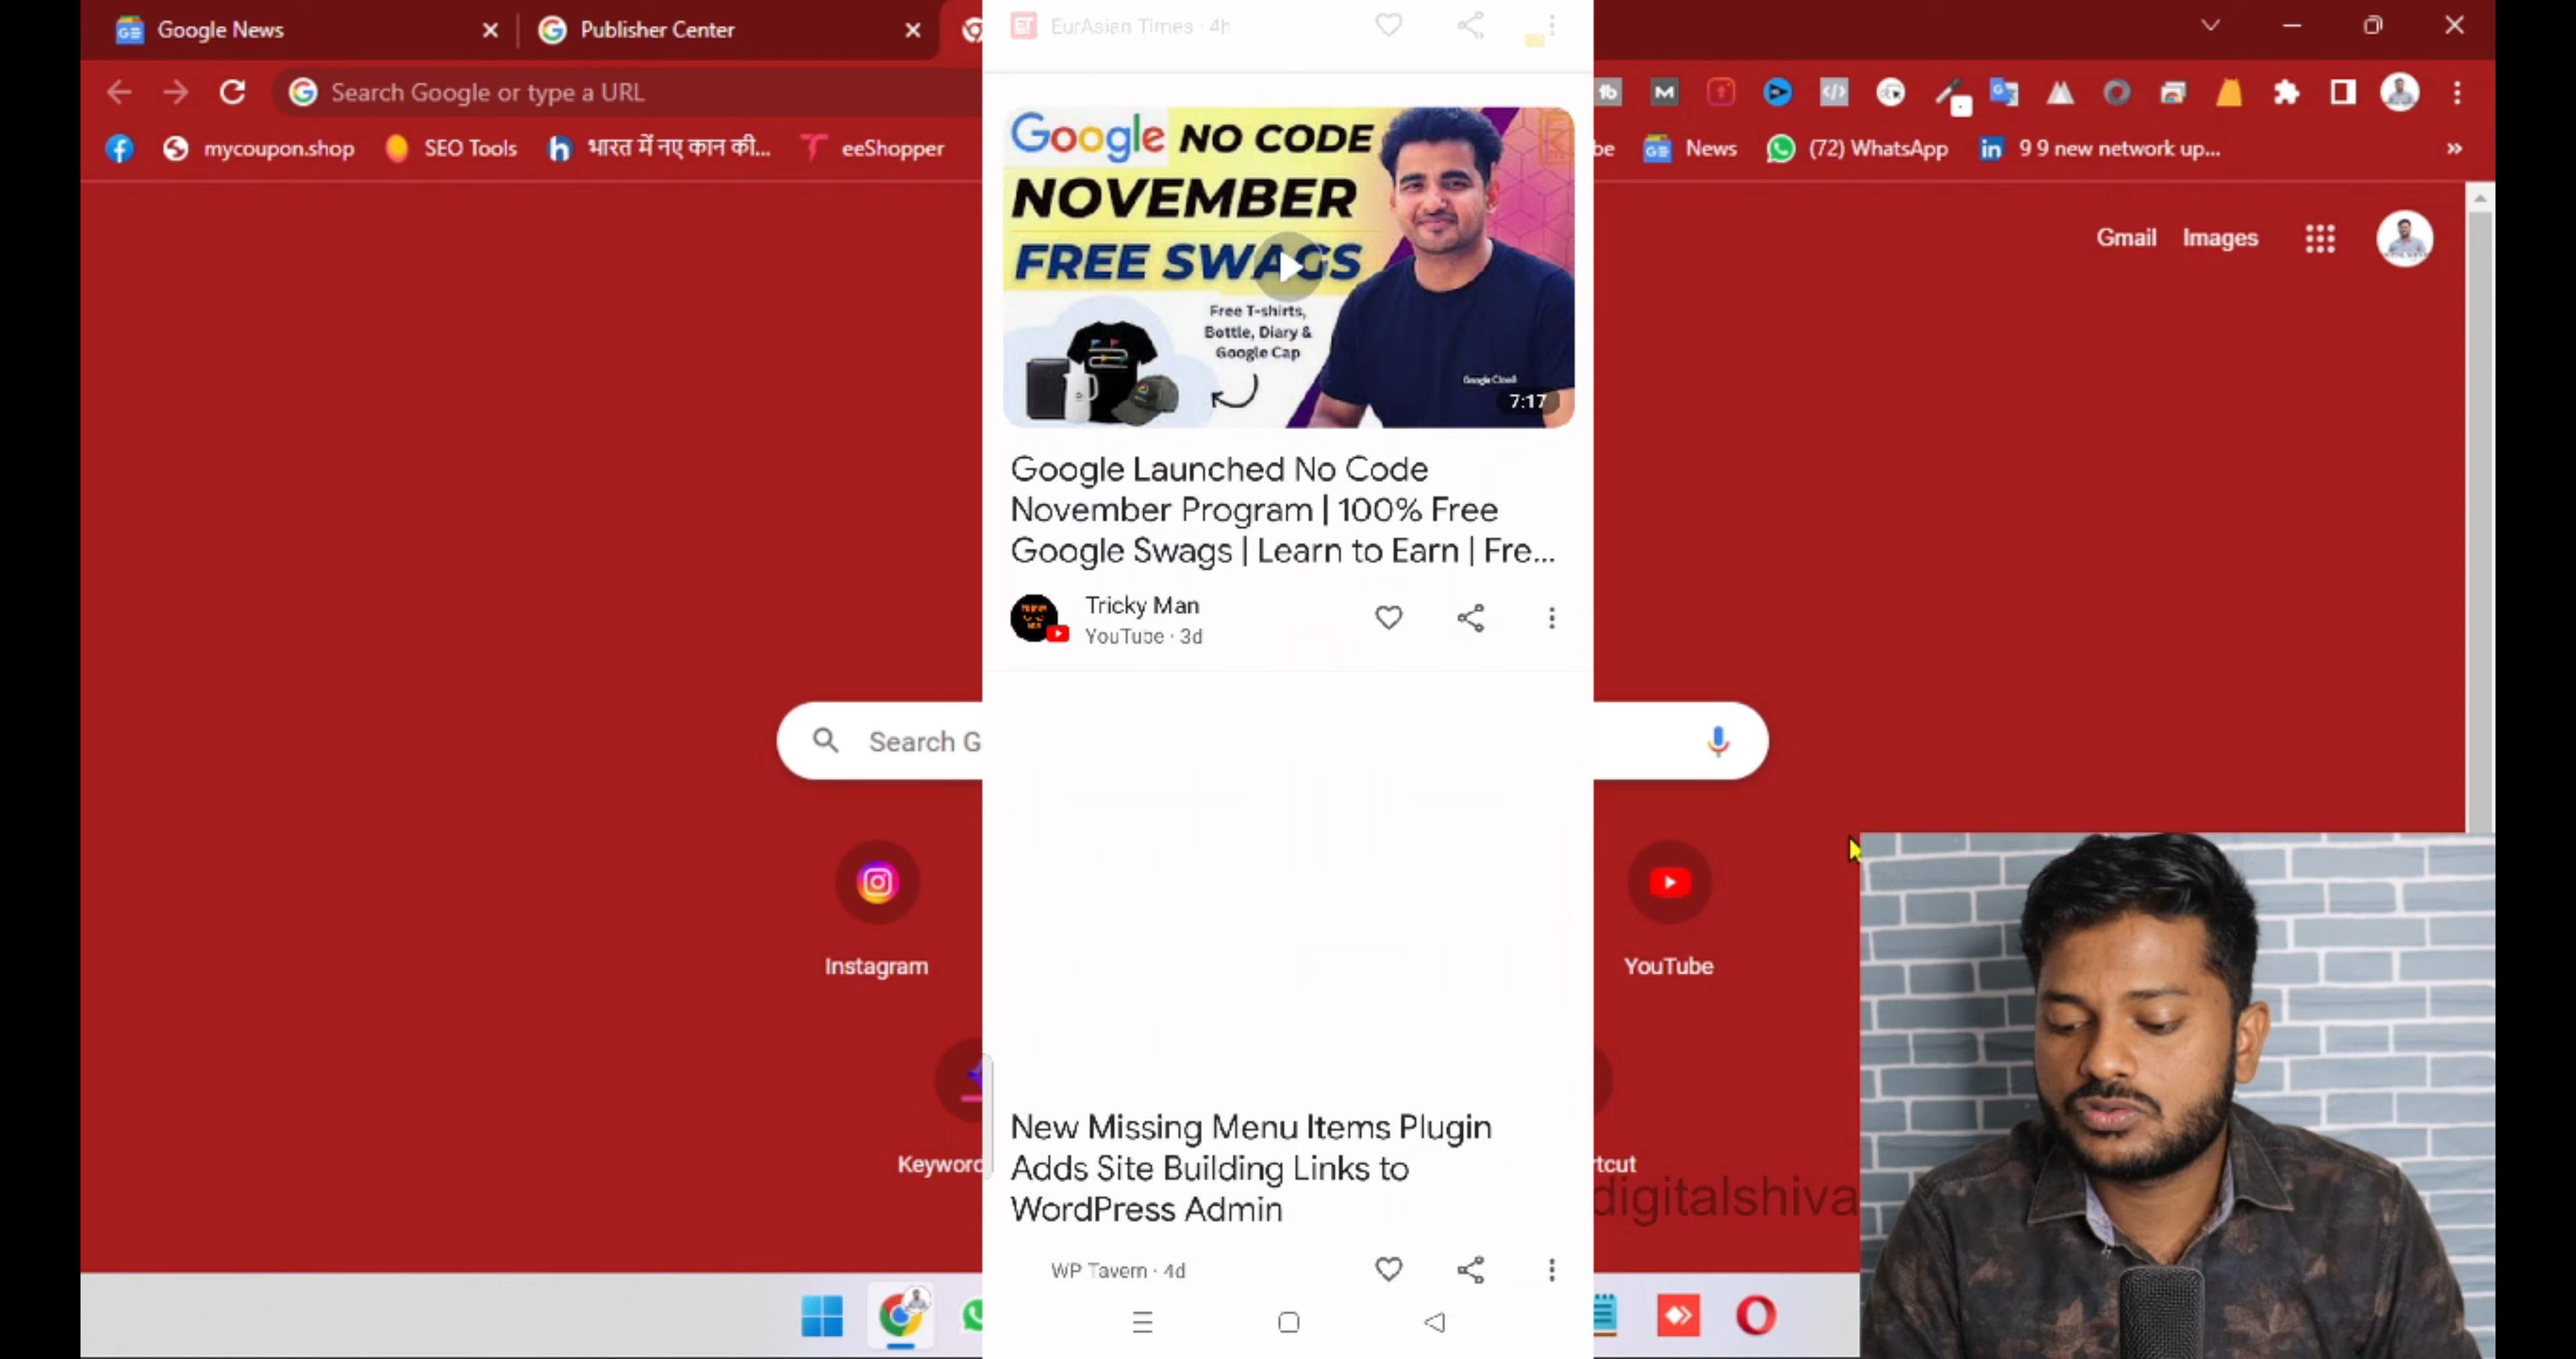 Google News
Publisher Center
EurAsian Times · 4h
Search Google or type a URL
mycoupon.shop
SEO Tools
भारत में नए कान की...
eeShopper
be
News
(72) WhatsApp
9 9 new network up...
Gmail
Images
Google NO CODE
NOVEMBER
FREE SWAGS
Free T-shirts,
Bottle, Diary &
Google Cap
Google Cloud
7:17
Google Launched No Code
November Program | 100% Free
Google Swags | Learn to Earn | Fre...
Tricky Man
YouTube · 3d
Search G
Instagram
YouTube
Keyword
rtcut
digitalshiva
New Missing Menu Items Plugin
Adds Site Building Links to
WordPress Admin
WP Tavern · 4d